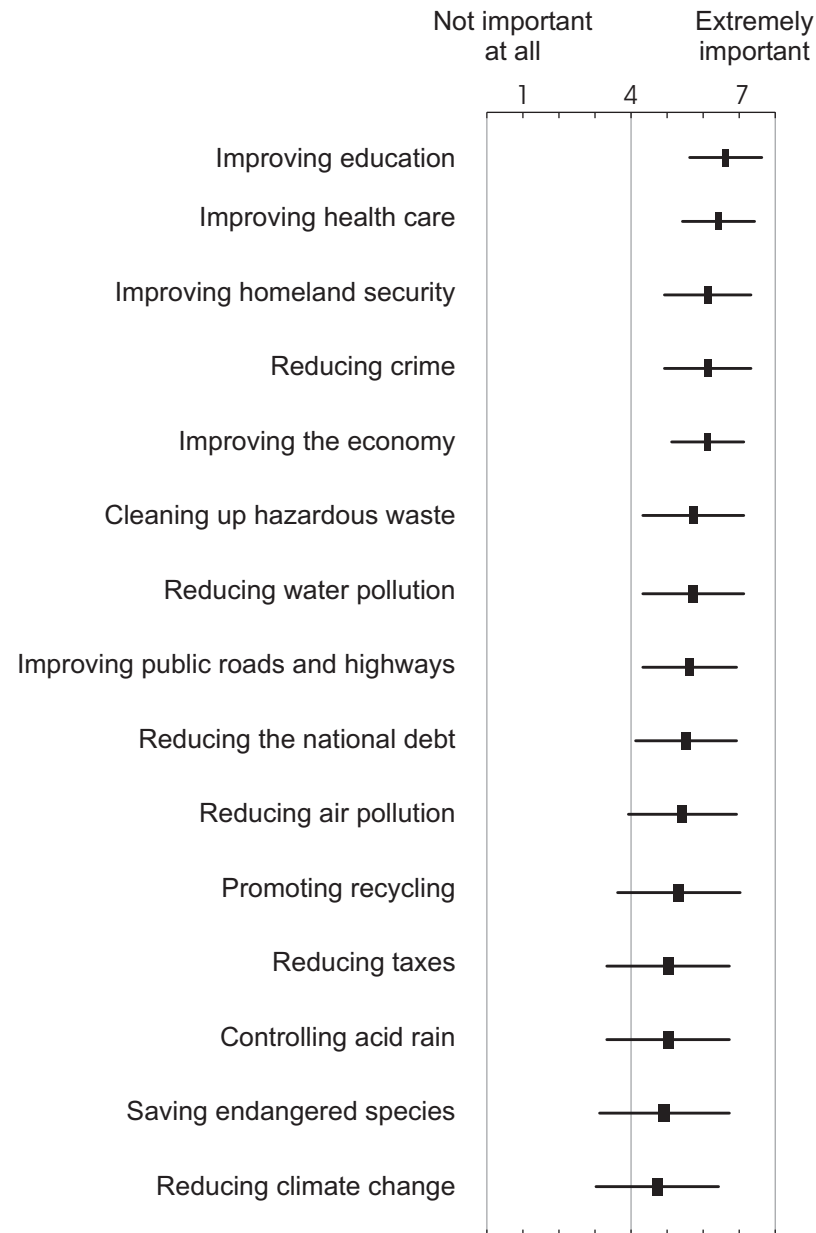 Not important
at all
Extremely
important
1 4 7
Improving education
Improving health care
Improving homeland security
Reducing crime
Improving the economy
Cleaning up hazardous waste
Reducing water pollution
Improving public roads and highways
Reducing the national debt
Reducing air pollution
Promoting recycling
Reducing taxes
Controlling acid rain
Saving endangered species
Reducing climate change